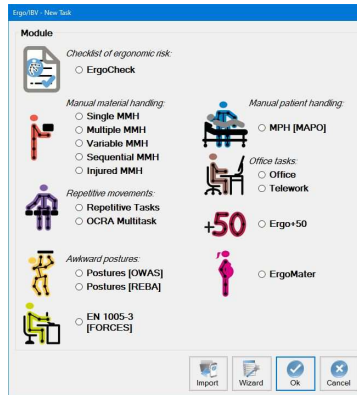 Ergo/IBV - New Task
Module
Checklist of ergonomic risk:
ErgoCheck
Manual material handling:
Single MMH
Multiple MMH
Variable MMH
Sequential MMH
Injured MMH
Repetitive movements:
Repetitive Tasks
OCRA Multitask
Awkward postures:
Postures [OWAS]
Postures [REBA]
EN 1005-3
[FORCES]
Manual patient handling:
MPH [MAPO]
Office tasks:
Office
Telework
+50 Ergo+50
ErgoMater
Import Wizard Ok Cancel